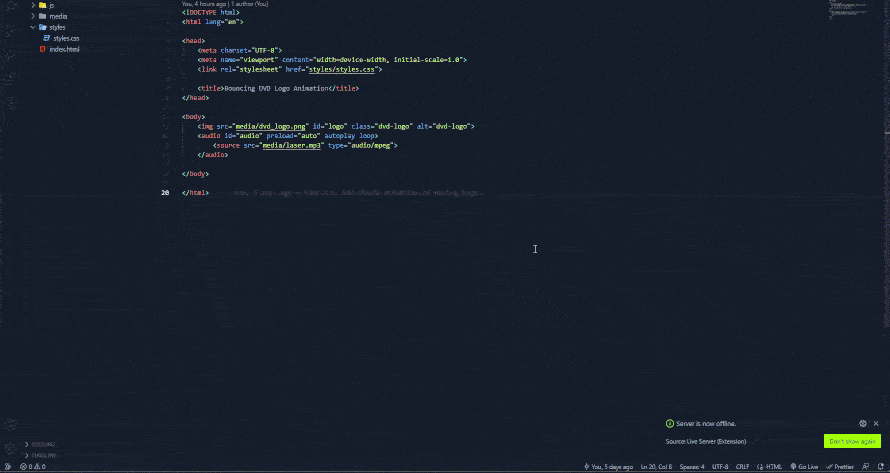 js
media
styles
styles.css
index.html
You, 4 hours ago | 1 author (You)
<!DOCTYPE html>
<html lang="en">
<head>
<meta charset="UTF-8">
<meta name="viewport" content="width=device-width, initial-scale=1.0">
<link rel="stylesheet" href="styles/styles.css">
<title>Bouncing DVD Logo Animation</title>
</head>
<body>
<img src="media/dvd_logo.png" id="logo" class="dvd-logo" alt="dvd-logo">
<audio id="audio" preload="auto" autoplay loop>
<source src="media/laser.mp3" type="audio/mpeg">
</audio>
</body>
20 </html>
Server is now offline.
Source: Live Server (Extension)
Don't show again
0 0
You, 5 days ago Ln 20, Col 8 Spaces: 4 UTF-8 CRLF HTML Go Live Prettier